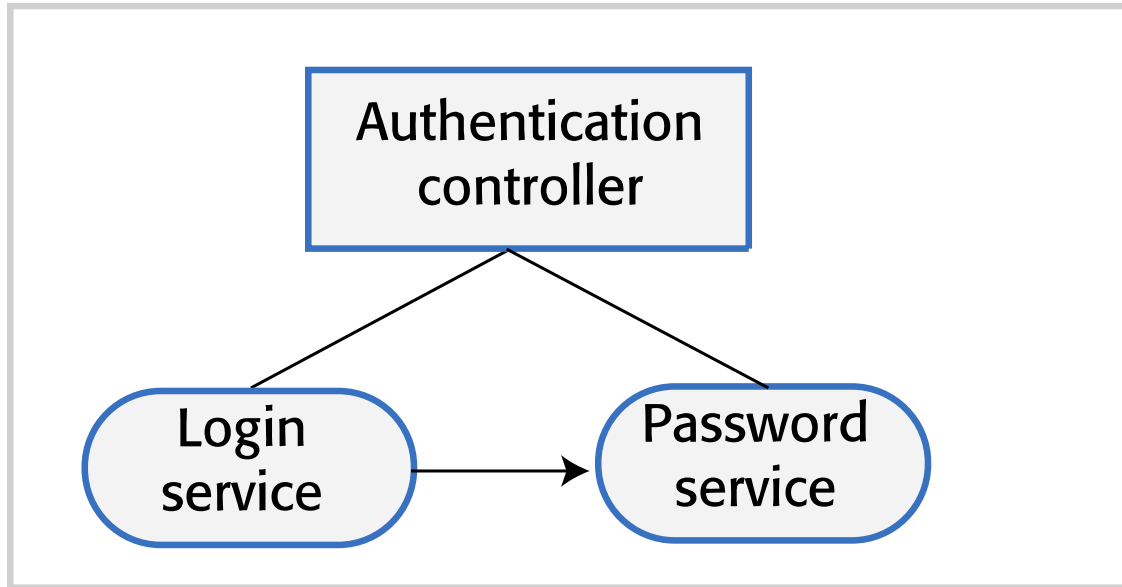 Authentication
controller
Login
service
Password
service